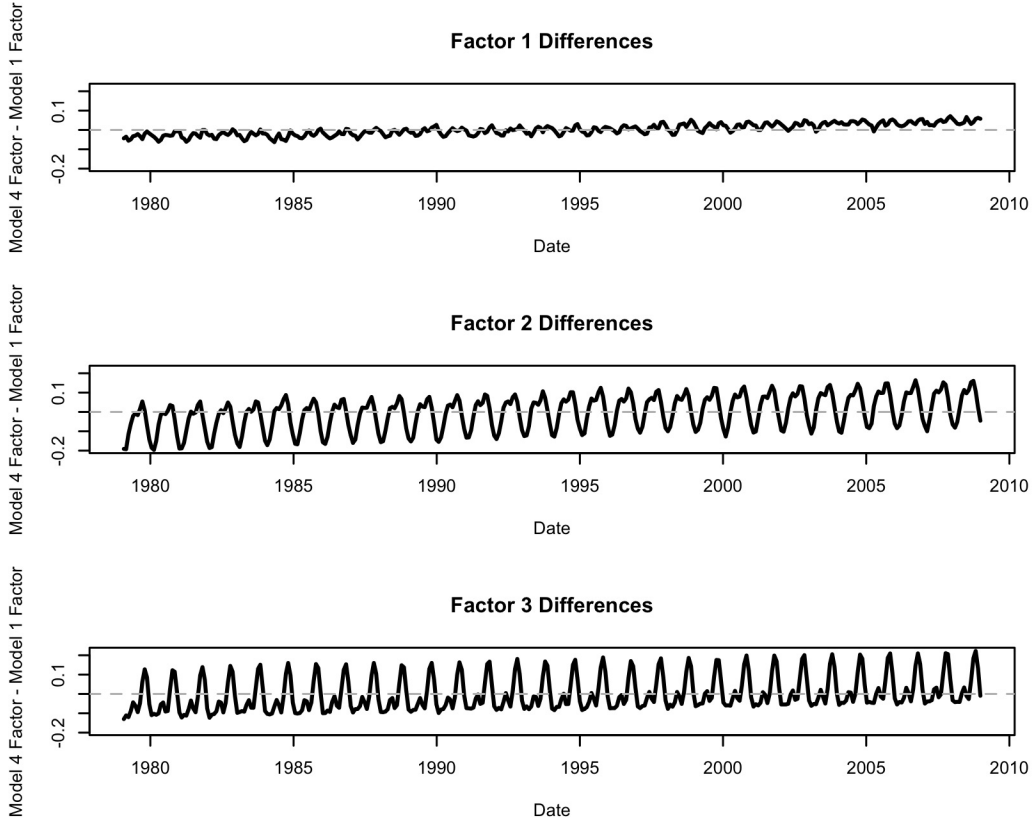 Factor 1 Differences
Model 4 Factor - Model 1 Factor
0.1
-0.2
1980 1985 1990 1995 2000 2005 2010
Date
Factor 2 Differences
Model 4 Factor - Model 1 Factor
0.1
-0.2
1980 1985 1990 1995 2000 2005 2010
Date
Factor 3 Differences
Model 4 Factor - Model 1 Factor
0.1
-0.2
1980 1985 1990 1995 2000 2005 2010
Date